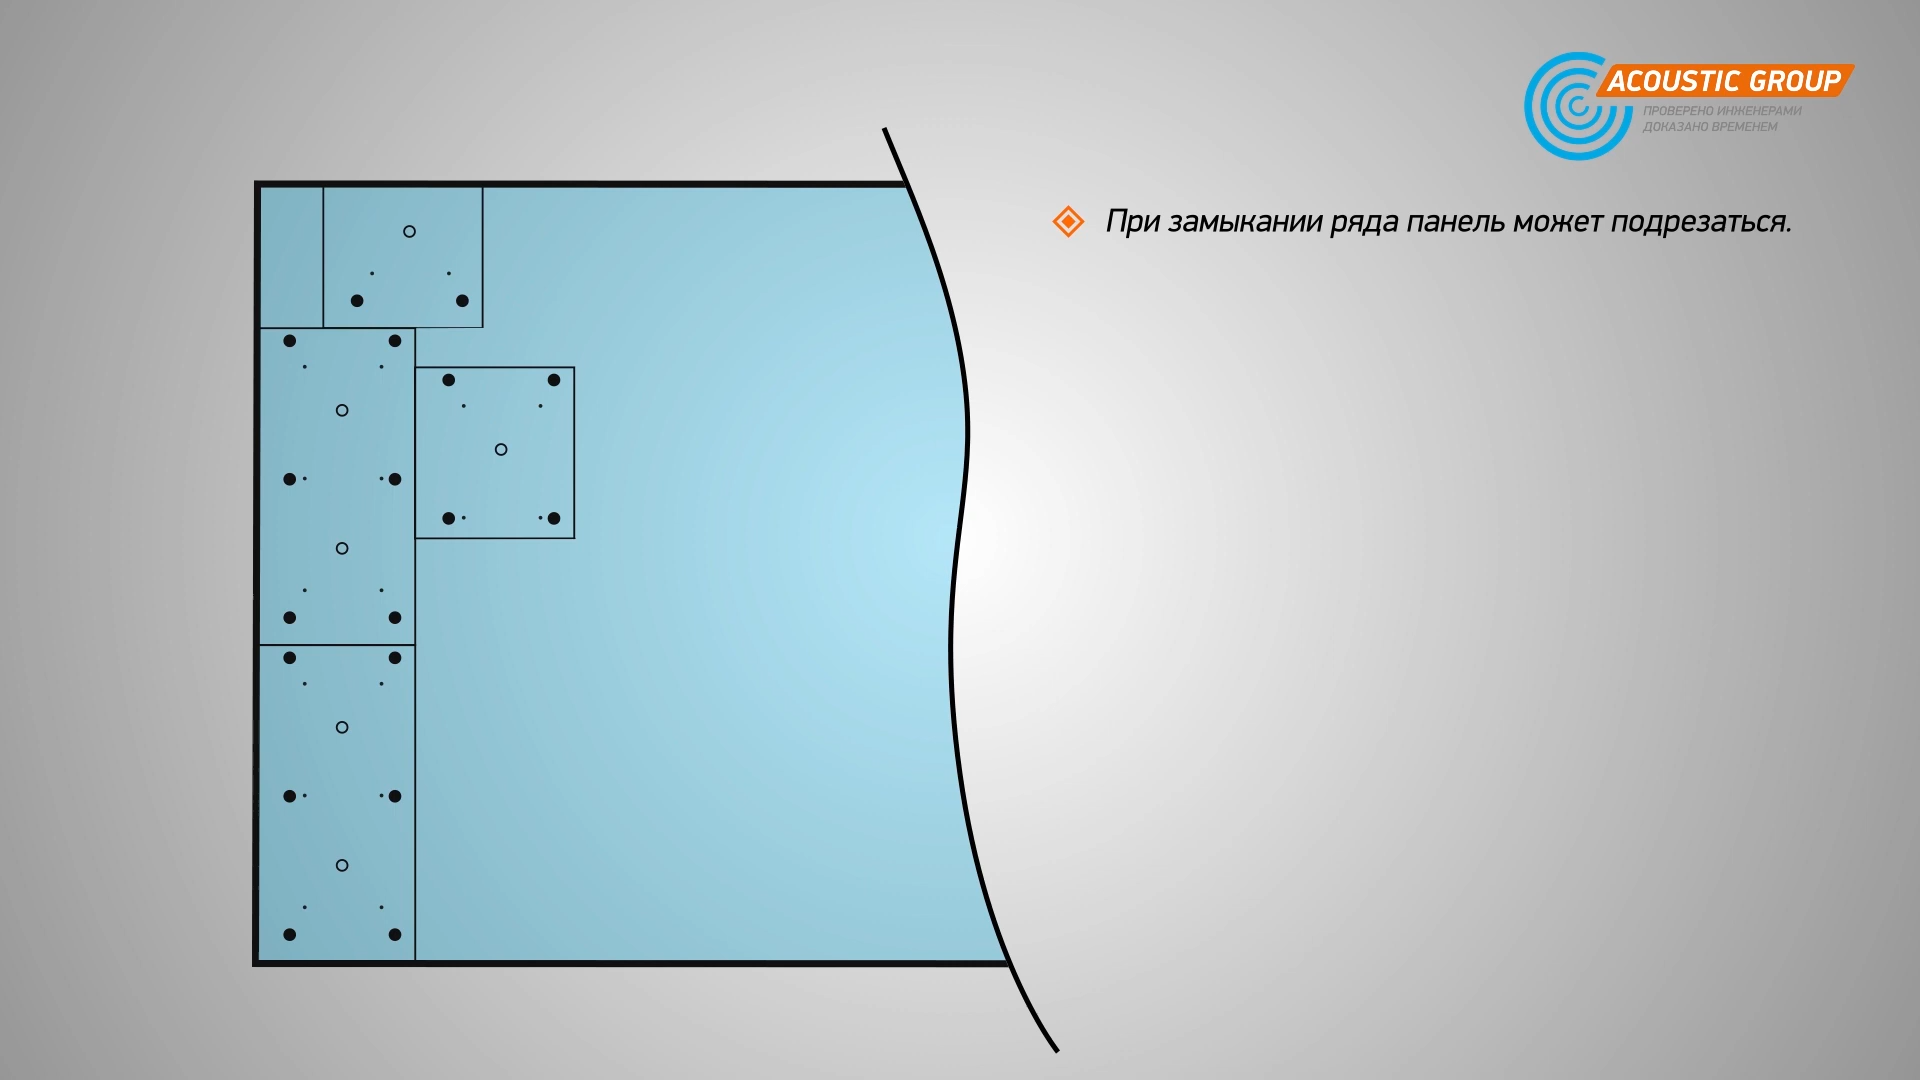 ACOUSTIC GROUP
ПРОВЕРЕНО ИНЖЕНЕРАМИ
ДОКАЗАНО ВРЕМЕНЕМ
При замыкании ряда панель может подрезаться.